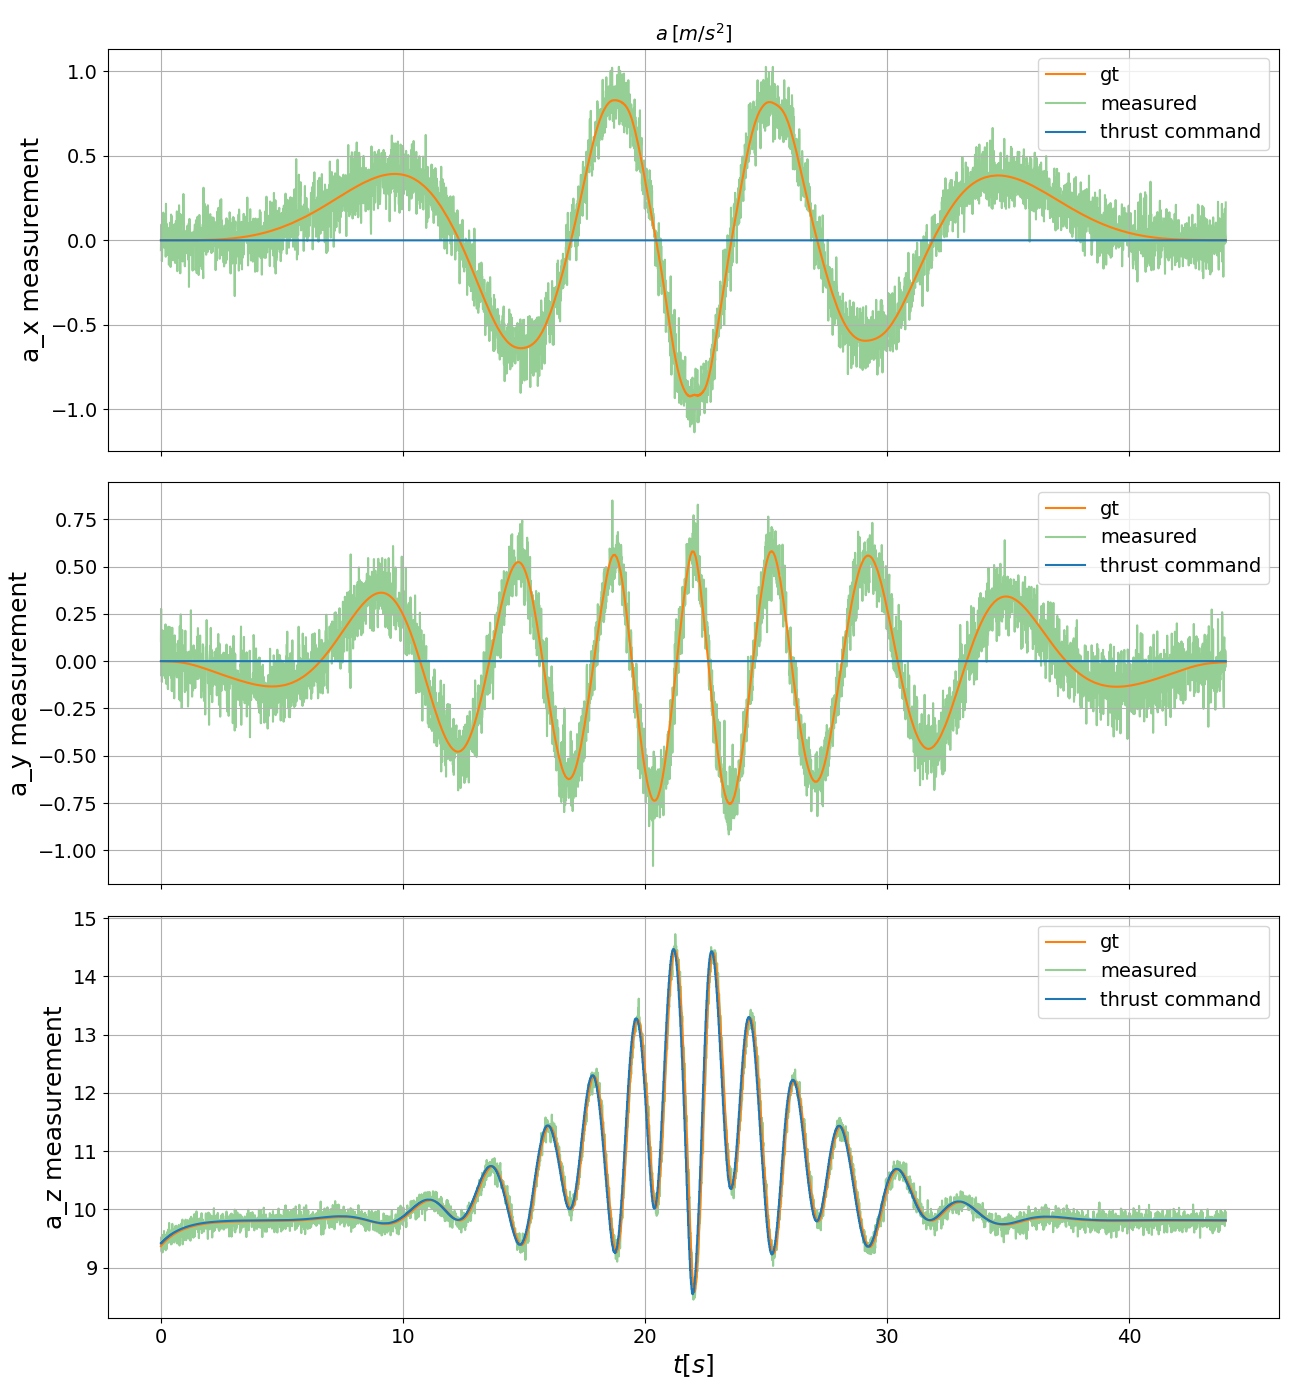 a [m/s²]
1.0
0.5
0.0
−0.5
−1.0
a_x measurement
gt
measured
thrust command
0.75
0.50
0.25
0.00
−0.25
−0.50
−0.75
−1.00
a_y measurement
gt
measured
thrust command
15
14
13
12
11
10
9
a_z measurement
gt
measured
thrust command
0 10 20 30 40
t[s]